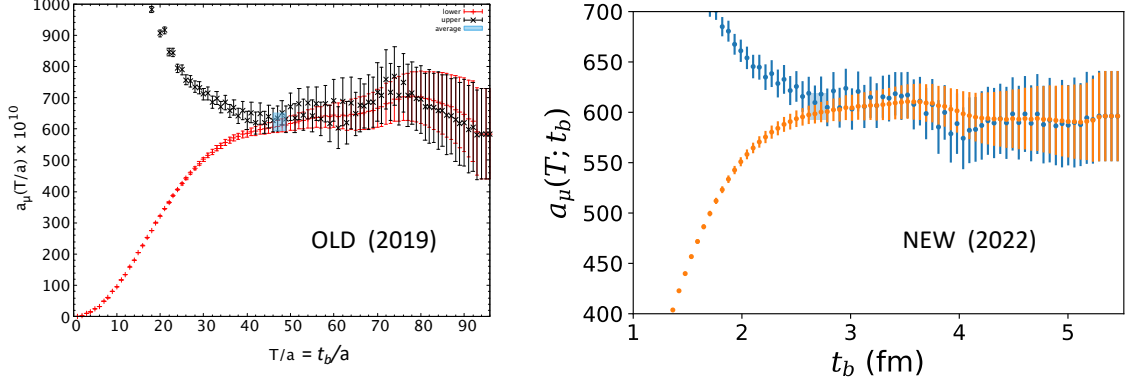 lower
upper
average
1000
900
800
700
600
500
400
300
200
100
0
a_μ(T/a) x 10^10
OLD (2019)
0 10 20 30 40 50 60 70 80 90
T/a = t_b/a
700
650
600
550
500
450
400
a_μ(T; t_b)
NEW (2022)
1 2 3 4 5
t_b (fm)